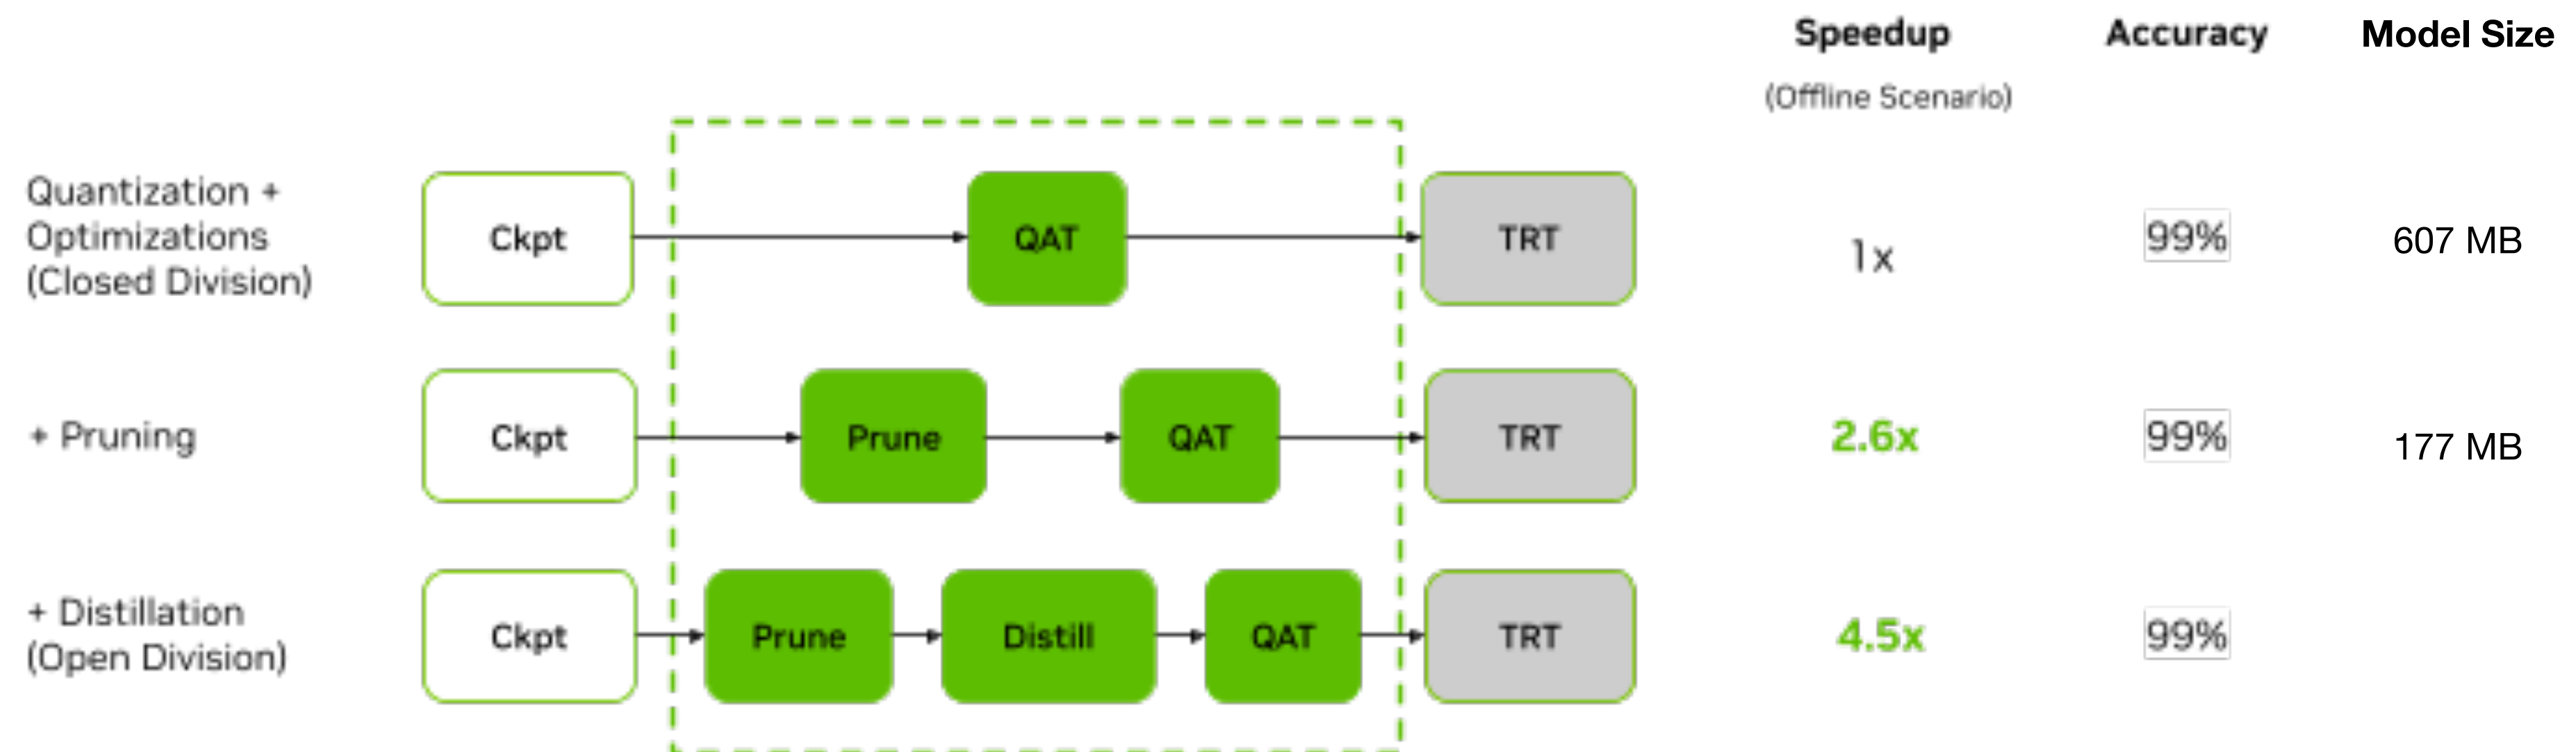 Speedup Accuracy Model Size
(Offline Scenario)
Quantization +
Optimizations
(Closed Division)
Ckpt QAT TRT 1x 99% 607 MB
+ Pruning Ckpt Prune QAT TRT 2.6x 99% 177 MB
+ Distillation
(Open Division)
Ckpt Prune Distill QAT TRT 4.5x 99%